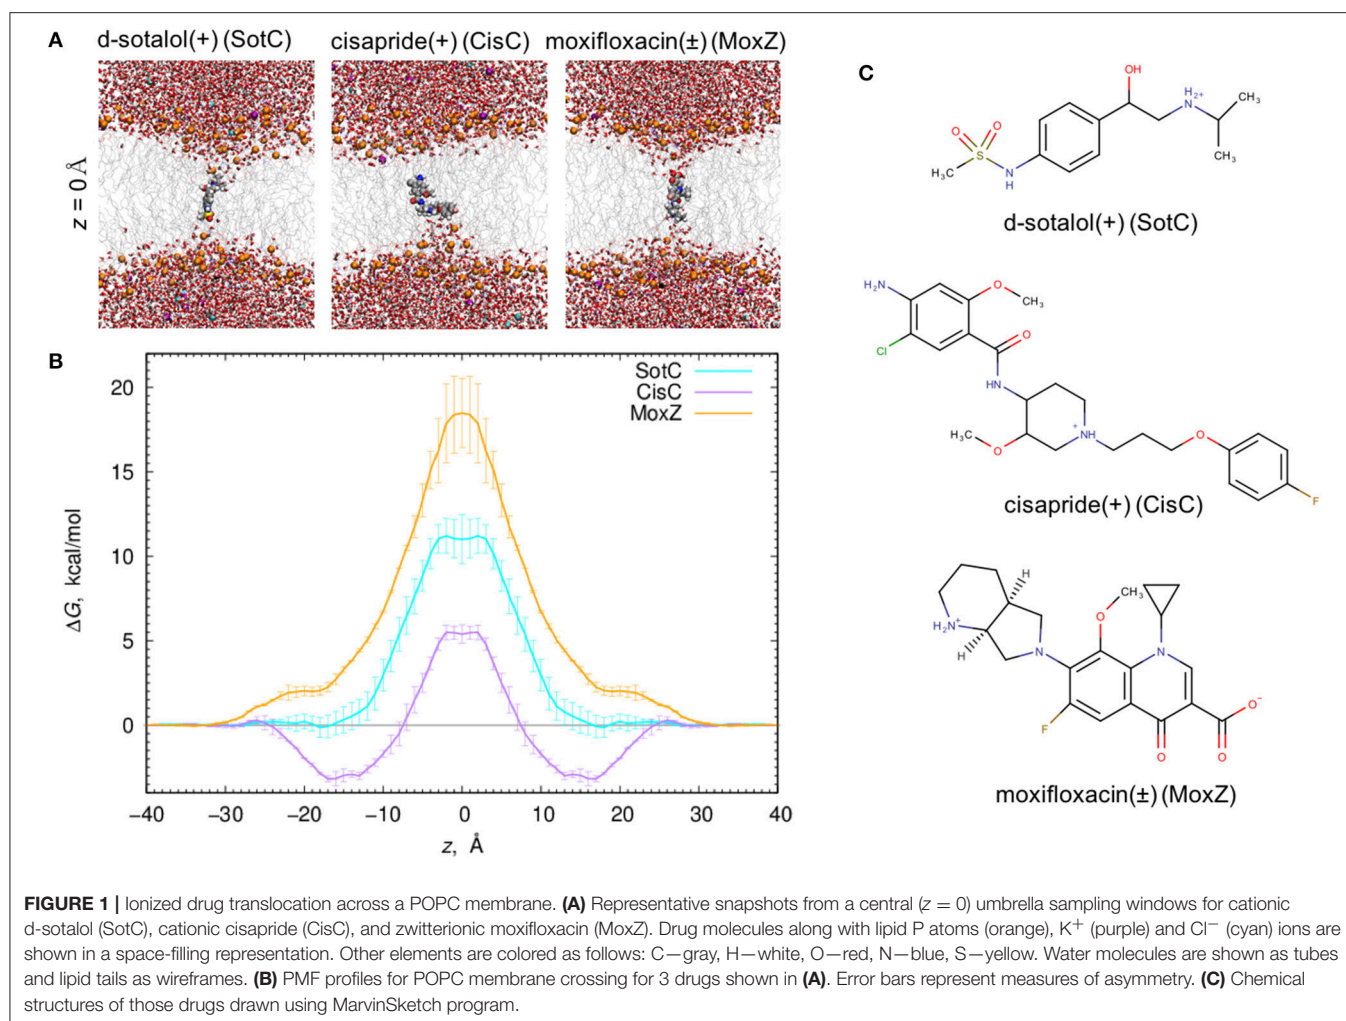 A
d-sotalol(+) (SotC)
cisapride(+) (CisC)
moxifloxacin(±) (MoxZ)
z = 0 Å
B
SotC
CisC
MoxZ
20
15
10
5
0
ΔG, kcal/mol
−40
−30
−20
−10
0
10
20
30
40
z, Å
C
OH
H2+
N
CH3
CH3
O
O
S
CH3
N
H
d-sotalol(+) (SotC)
H2N
O
CH3
Cl
O
HN
H3C
O
+
NH
O
F
cisapride(+) (CisC)
H
CH3
O
H2N+
H
N
N
F
O
O
O−
moxifloxacin(±) (MoxZ)
FIGURE 1 | Ionized drug translocation across a POPC membrane. (A) Representative snapshots from a central (z = 0) umbrella sampling windows for cationic
d-sotalol (SotC), cationic cisapride (CisC), and zwitterionic moxifloxacin (MoxZ). Drug molecules along with lipid P atoms (orange), K+ (purple) and Cl− (cyan) ions are
shown in a space-filling representation. Other elements are colored as follows: C—gray, H—white, O—red, N—blue, S—yellow. Water molecules are shown as tubes
and lipid tails as wireframes. (B) PMF profiles for POPC membrane crossing for 3 drugs shown in (A). Error bars represent measures of asymmetry. (C) Chemical
structures of those drugs drawn using MarvinSketch program.